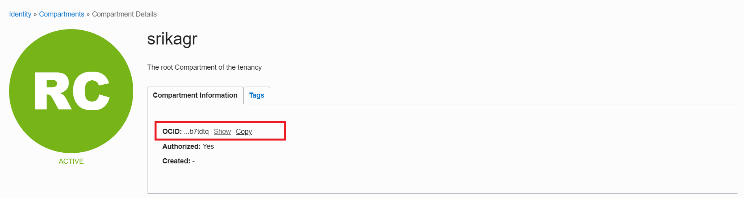 Identity » Compartments » Compartment Details
srikagr
RC
The root Compartment of the tenancy
Compartment Information Tags
OCID: ...b7tdtq Show Copy
Authorized: Yes
ACTIVE
Created: -